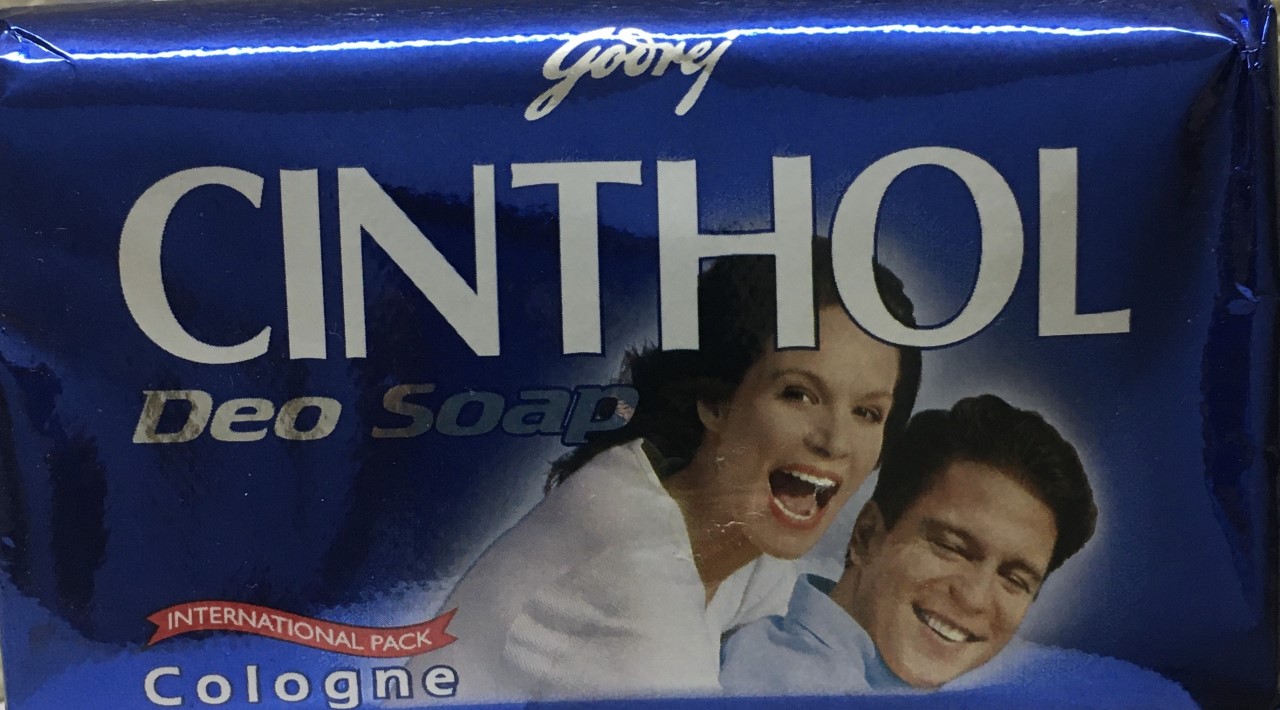 Godrej
CINTHOL
Deo Soap
INTERNATIONAL PACK
Cologne